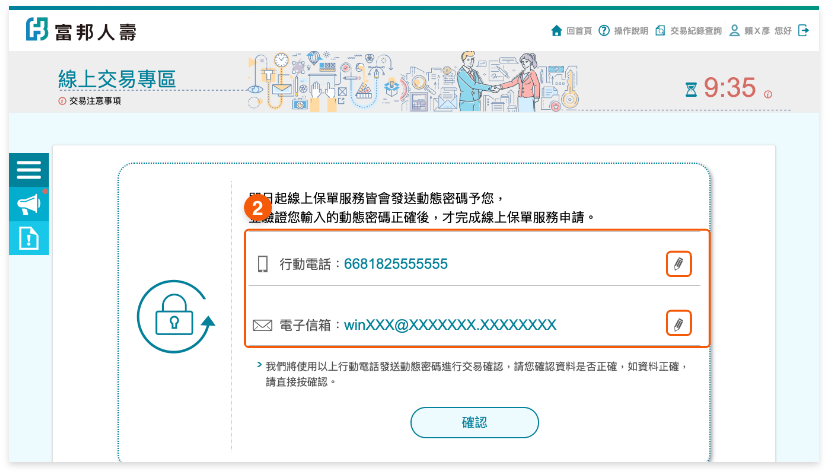 富邦人壽
回首頁 操作說明 交易紀錄查詢 賴X彥 您好
線上交易專區
交易注意事項
9:35
日起線上保單服務皆會發送動態密碼予您，
2
驗證您輸入的動態密碼正確後，才完成線上保單服務申請。
行動電話：6681825555555
電子信箱：winXXX@XXXXXXX.XXXXXXXX
我們將使用以上行動電話發送動態密碼進行交易確認，請您確認資料是否正確，如資料正確，
請直接按確認。
確認